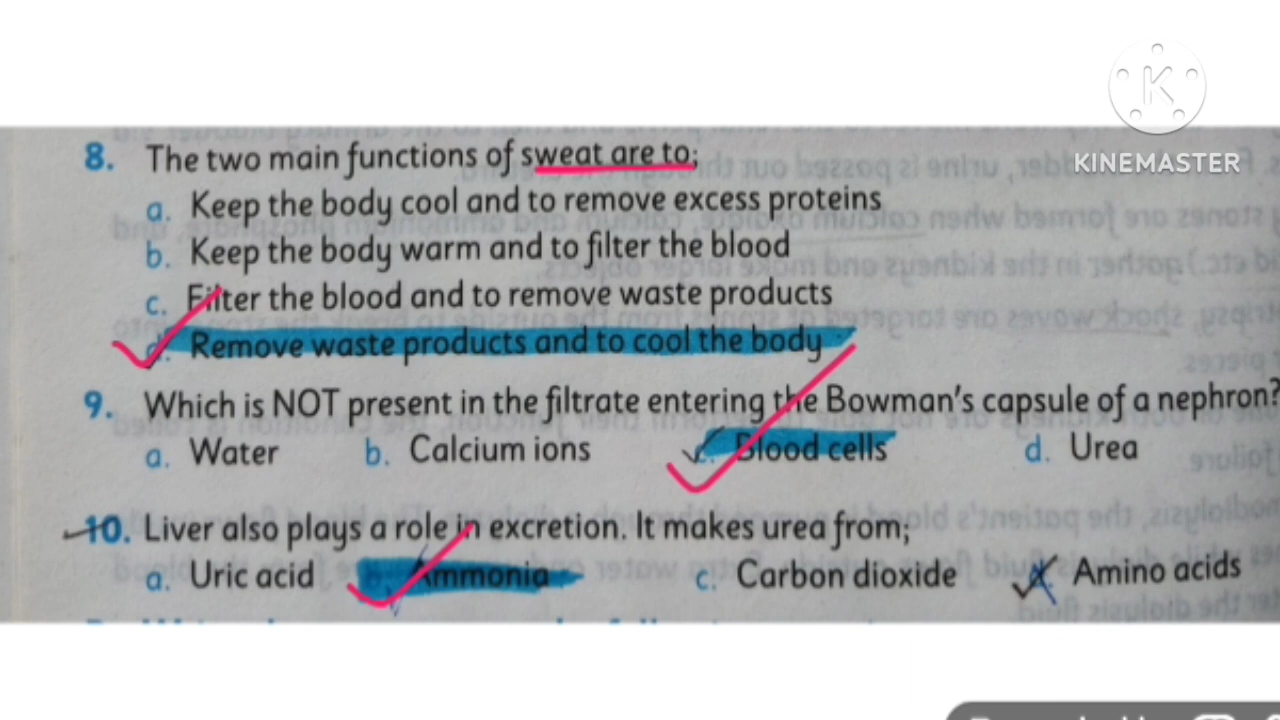 KINEMASTER
8. The two main functions of sweat are to;
a. Keep the body cool and to remove excess proteins
b. Keep the body warm and to filter the blood
c. Filter the blood and to remove waste products
d. Remove waste products and to cool the body
9. Which is NOT present in the filtrate entering the Bowman's capsule of a nephron?
a. Water b. Calcium ions c. Blood cells d. Urea
10. Liver also plays a role in excretion. It makes urea from;
a. Uric acid b. Ammonia c. Carbon dioxide d. Amino acids